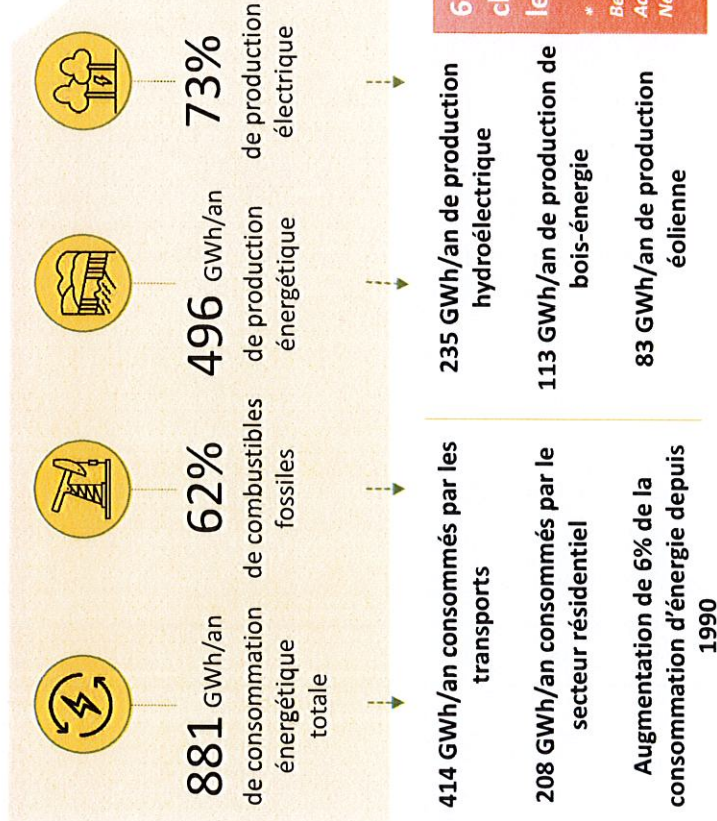 881 GWh/an
de consommation
énergétique
totale
62%
de combustibles
fossiles
496 GWh/an
de production
énergétique
73%
de production
électrique
414 GWh/an consommés par les
transports
208 GWh/an consommés par le
secteur résidentiel
Augmentation de 6% de la
consommation d'énergie depuis
1990
235 GWh/an de production
hydroélectrique
113 GWh/an de production de
bois-énergie
83 GWh/an de production
éolienne
6
*